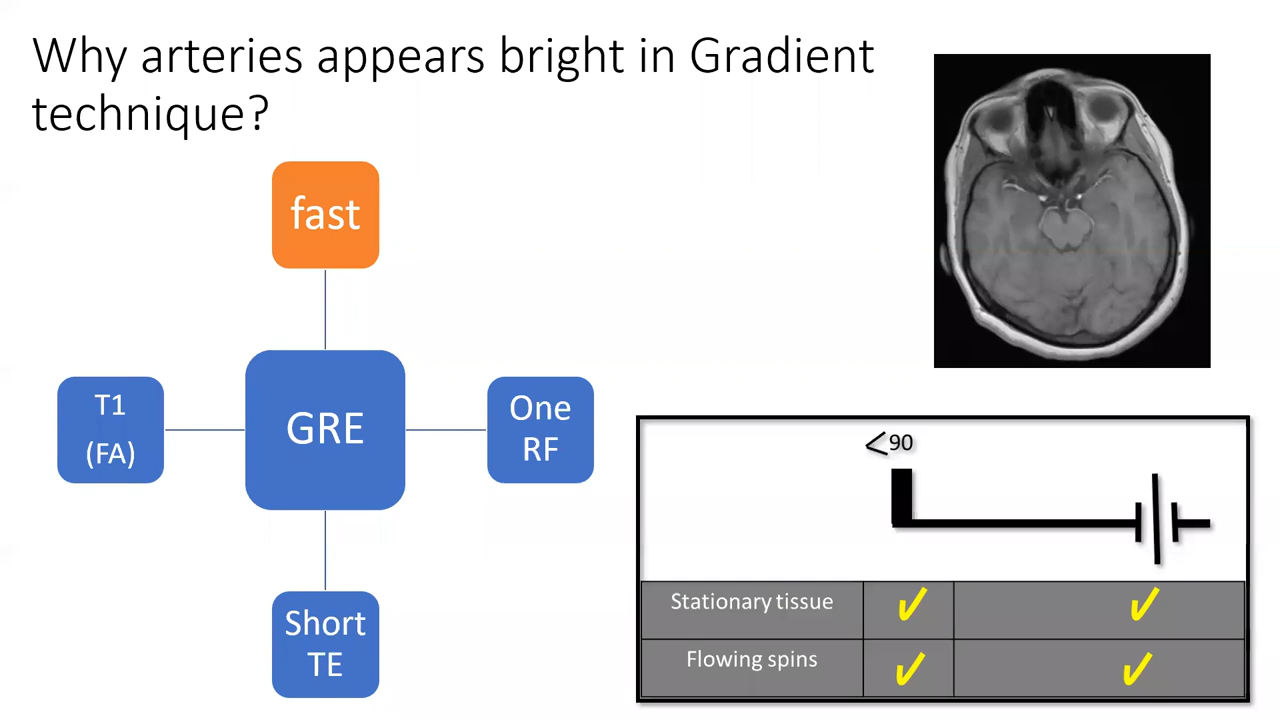 Why arteries appears bright in Gradient
technique?
fast
T1
(FA)
GRE
One
RF
Short
TE
<90
Stationary tissue
Flowing spins